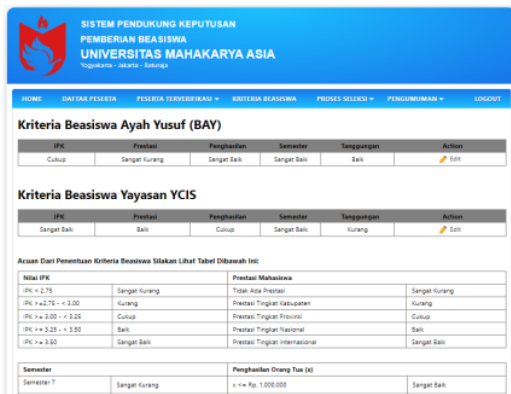 SISTEM PENDUKUNG KEPUTUSAN
PEMBERIAN BEASISWA
UNIVERSITAS MAHAKARYA ASIA
Yogyakarta - Jakarta - Baturaja
HOME DAFTAR PESERTA PESERTA TERVERIFIKASI KRITERIA BEASISWA PROSES SELEKSI PENGUMUMAN LOGOUT
Kriteria Beasiswa Ayah Yusuf (BAY)
IPK Prestasi Penghasilan Semester Tanggungan Action
Cukup Sangat Kurang Sangat Baik Sangat Baik Baik Edit
Kriteria Beasiswa Yayasan YCIS
IPK Prestasi Penghasilan Semester Tanggungan Action
Sangat Baik Baik Cukup Sangat Baik Kurang Edit
Acuan Dari Penentuan Kriteria Beasiswa Silakan Lihat Tabel Dibawah Ini:
Nilai IPK Prestasi Mahasiswa
IPK < 2.75 Sangat Kurang Tidak Ada Prestasi Sangat Kurang
IPK >=2.75 - < 3.00 Kurang Prestasi Tingkat Kabupaten Kurang
IPK >= 3.00 - < 3.25 Cukup Prestasi Tingkat Provinsi Cukup
IPK >= 3.25 - < 3.50 Baik Prestasi Tingkat Nasional Baik
IPK >= 3.50 Sangat Baik Prestasi Tingkat Internasional Sangat Baik
Semester Penghasilan Orang Tua (x)
Semester 7 Sangat Kurang x <= Rp. 1.000.000 Sangat Baik